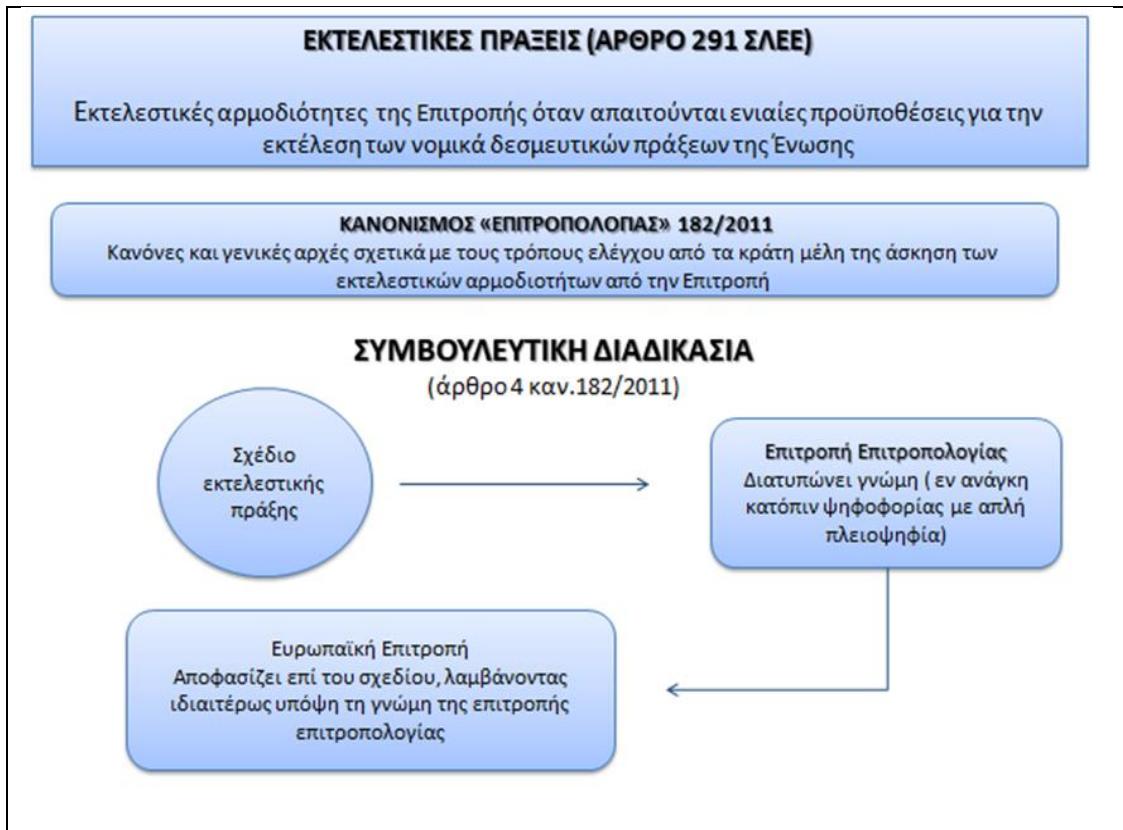 ΕΚΤΕΛΕΣΤΙΚΕΣ ΠΡΑΞΕΙΣ (ΑΡΘΡΟ 291 ΣΛΕΕ)
Εκτελεστικές αρμοδιότητες της Επιτροπής όταν απαιτούνται ενιαίες προϋποθέσεις για την
εκτέλεση των νομικά δεσμευτικών πράξεων της Ένωσης
ΚΑΝΟΝΙΣΜΟΣ «ΕΠΙΤΡΟΠΟΛΟΓΙΑΣ» 182/2011
Κανόνες και γενικές αρχές σχετικά με τους τρόπους ελέγχου από τα κράτη μέλη της άσκηση των
εκτελεστικών αρμοδιοτήτων από την Επιτροπή
ΣΥΜΒΟΥΛΕΥΤΙΚΗ ΔΙΑΔΙΚΑΣΙΑ
(άρθρο 4 καν.182/2011)
Σχέδιο
εκτελεστικής
πράξης
Επιτροπή Επιτροπολογίας
Διατυπώνει γνώμη ( εν ανάγκη
κατόπιν ψηφοφορίας με απλή
πλειοψηφία)
Ευρωπαϊκή Επιτροπή
Αποφασίζει επί του σχεδίου, λαμβάνοντας
ιδιαιτέρως υπόψη τη γνώμη της επιτροπής
επιτροπολογίας